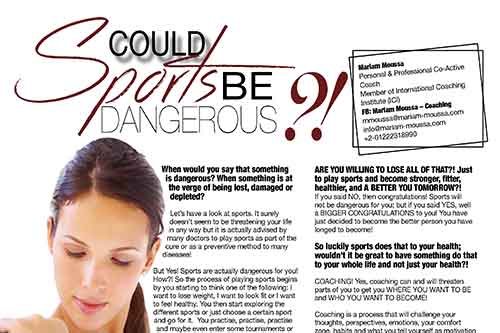 COULD
Sports BE
DANGEROUS ?!
Mariam Moussa
Personal & Professional Co-Active
Coach
Member of International Coaching
Institute (ICI)
FB: Mariam Moussa – Coaching
mmoussa@mariam-moussa.com
info@mariam-moussa.com
+2-01222318990
When would you say that something
is dangerous? When something is at
the verge of being lost, damaged or
depleted?
Let's have a look at sports. It surely
doesn't seem to be threatening your life
in any way but it is actually advised by
many doctors to play sports as part of the
cure or as a preventive method to many
diseases!
But Yes! Sports are actually dangerous for you!
How?! So the process of playing sports begins
by you starting to think one of the following: I
want to lose weight, I want to look fit or I want
to feel healthy. You then start exploring the
different sports or just choose a certain sport
and go for it. You practise, practise, practise
and maybe even enter some tournaments or
ARE YOU WILLING TO LOSE ALL OF THAT?! Just
to play sports and become stronger, fitter,
healthier, and A BETTER YOU TOMORROW?!
If you said NO, then congratulations! Sports will
not be dangerous for you; but if you said YES, well
a BIGGER CONGRATULATIONS to you! You have
just decided to become the better person you have
longed to become!
So luckily sports does that to your health;
wouldn't it be great to have something do that
to your whole life and not just your health?!
COACHING! Yes, coaching can and will threaten
parts of you to get you WHERE YOU WANT TO BE
and WHO YOU WANT TO BECOME!
Coaching is a process that will challenge your
thoughts, perspectives, emotions, your comfort
zone, habits and what you tell yourself as motivation